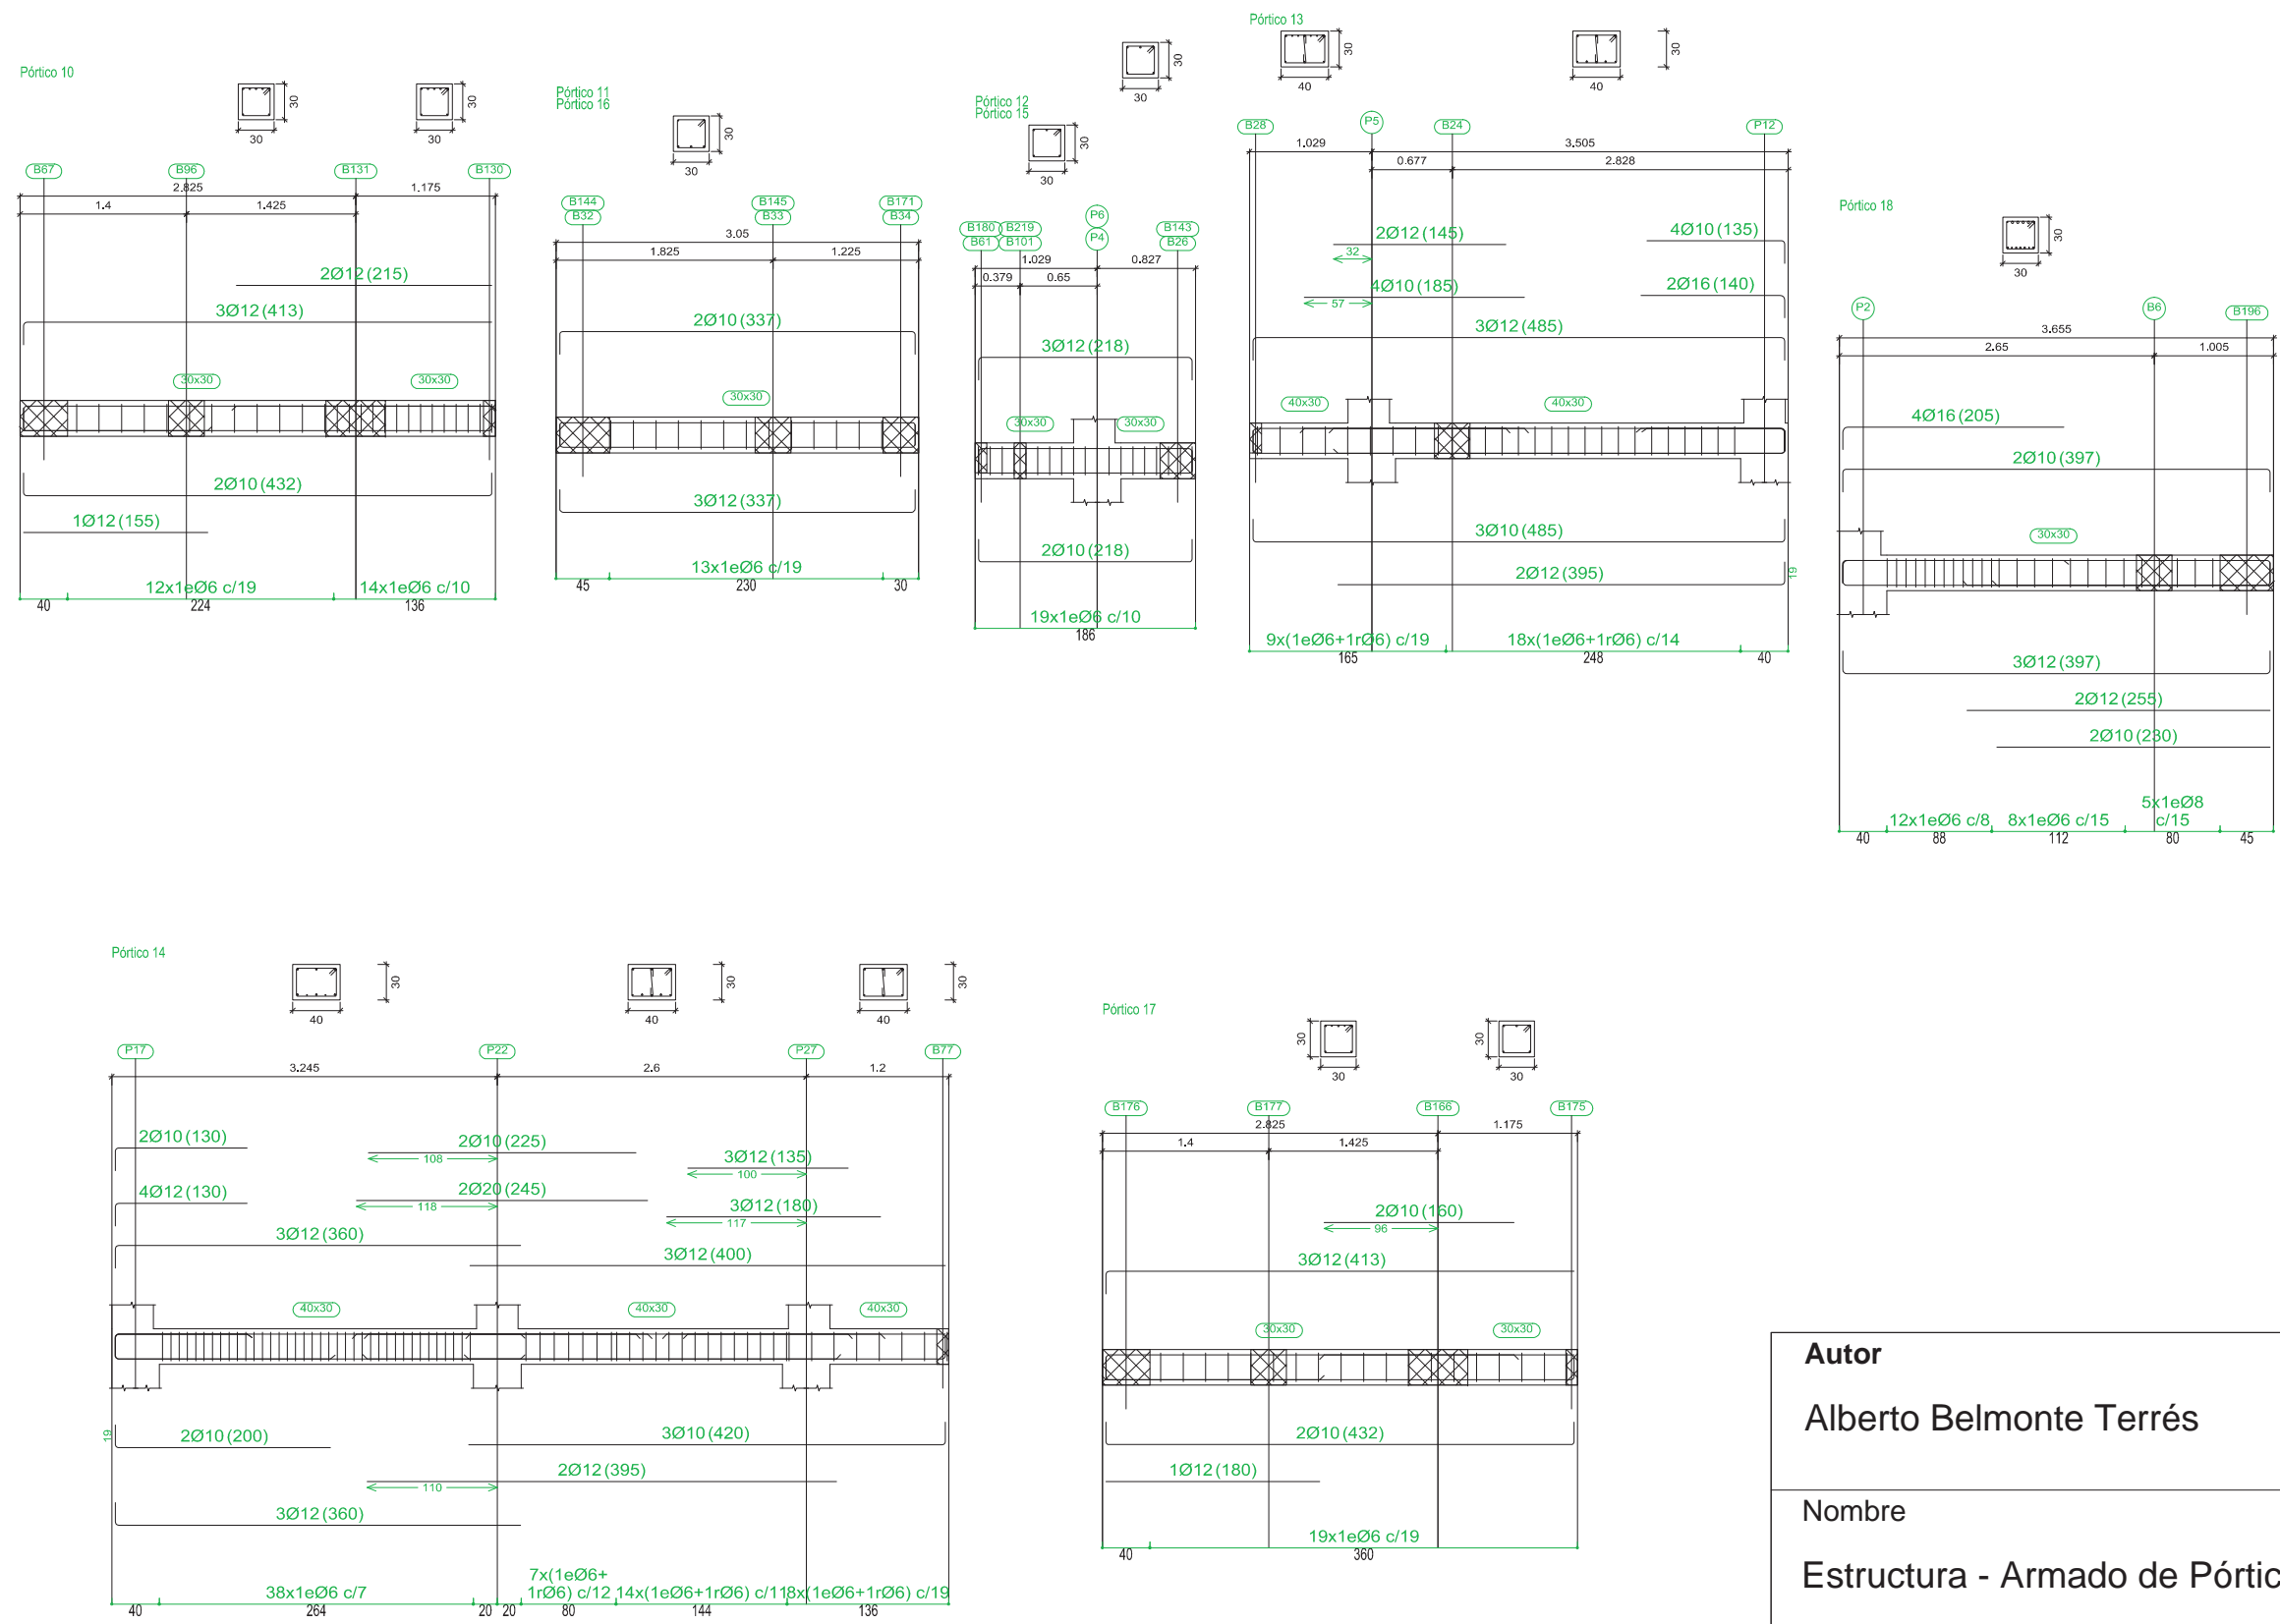 Pórtico 10
30
30
30
30
B67
B96
B131
B130
2.825
1.175
1.4
1.425
2Ø12(215)
3Ø12(413)
30x30
30x30
2Ø10(432)
1Ø12(155)
12x1eØ6 c/19
14x1eØ6 c/10
40
224
136
Pórtico 11
Pórtico 16
30
30
B144
B145
B171
B32
B33
B34
3.05
1.825
1.225
2Ø10(337)
30x30
3Ø12(337)
13x1eØ6 c/19
45
230
30
Pórtico 12
Pórtico 15
30
30
30
30
P6
B180
B219
P4
B143
B61
B101
B26
1.029
0.827
0.379
0.65
3Ø12(218)
30x30
30x30
2Ø10(218)
19x1eØ6 c/10
186
Pórtico 13
30
40
30
40
B28
P5
B24
P12
1.029
3.505
0.677
2.828
2Ø12(145)
4Ø10(135)
32
4Ø10(185)
2Ø16(140)
57
3Ø12(485)
40x30
40x30
3Ø10(485)
2Ø12(395)
19
9x(1eØ6+1rØ6) c/19
18x(1eØ6+1rØ6) c/14
165
248
40
Pórtico 18
30
30
P2
B6
B196
3.655
2.65
1.005
4Ø16(205)
2Ø10(397)
30x30
3Ø12(397)
2Ø12(255)
2Ø10(230)
5x1eØ8
12x1eØ6 c/8
8x1eØ6 c/15
c/15
40
88
112
80
45
Pórtico 14
30
40
30
40
30
40
P17
P22
P27
B77
3.245
2.6
1.2
2Ø10(130)
2Ø10(225)
108
3Ø12(135)
100
4Ø12(130)
2Ø20(245)
118
3Ø12(180)
117
3Ø12(360)
3Ø12(400)
40x30
40x30
40x30
19
2Ø10(200)
3Ø10(420)
2Ø12(395)
110
3Ø12(360)
7x(1eØ6+
38x1eØ6 c/7
1rØ6) c/12
14x(1eØ6+1rØ6) c/11
8x(1eØ6+1rØ6) c/19
40
264
20
20
80
144
136
Pórtico 17
30
30
30
30
B176
B177
B166
B175
2.825
1.175
1.4
1.425
2Ø10(160)
96
3Ø12(413)
30x30
30x30
2Ø10(432)
1Ø12(180)
19x1eØ6 c/19
40
360
Autor
Alberto Belmonte Terrés
Nombre
Estructura - Armado de Pórtic